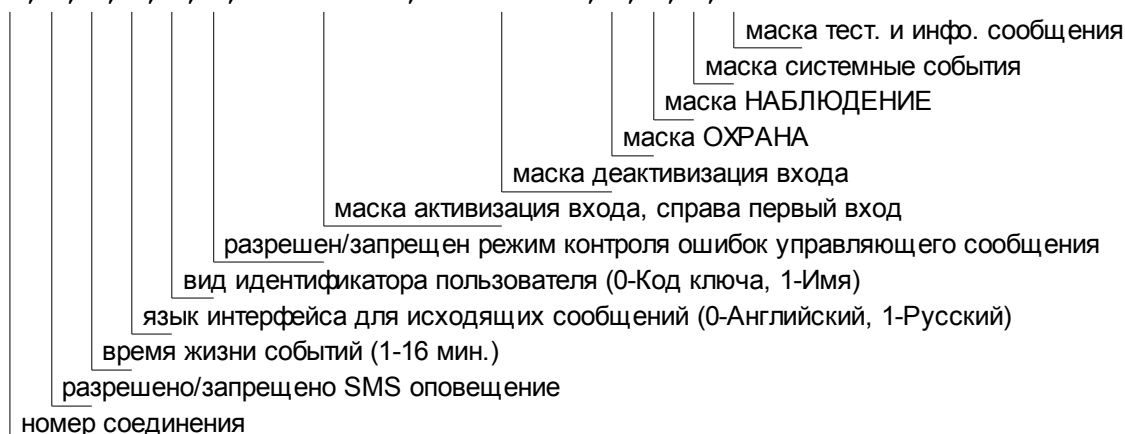 маска тест. и инфо. сообщения
маска системные события
маска НАБЛЮДЕНИЕ
маска ОХРАНА
маска деактивизация входа
маска активизация входа, справа первый вход
разрешен/запрещен режим контроля ошибок управляющего сообщения
вид идентификатора пользователя (0-Код ключа, 1-Имя)
язык интерфейса для исходящих сообщений (0-Английский, 1-Русский)
время жизни событий (1-16 мин.)
разрешено/запрещено SMS оповещение
номер соединения